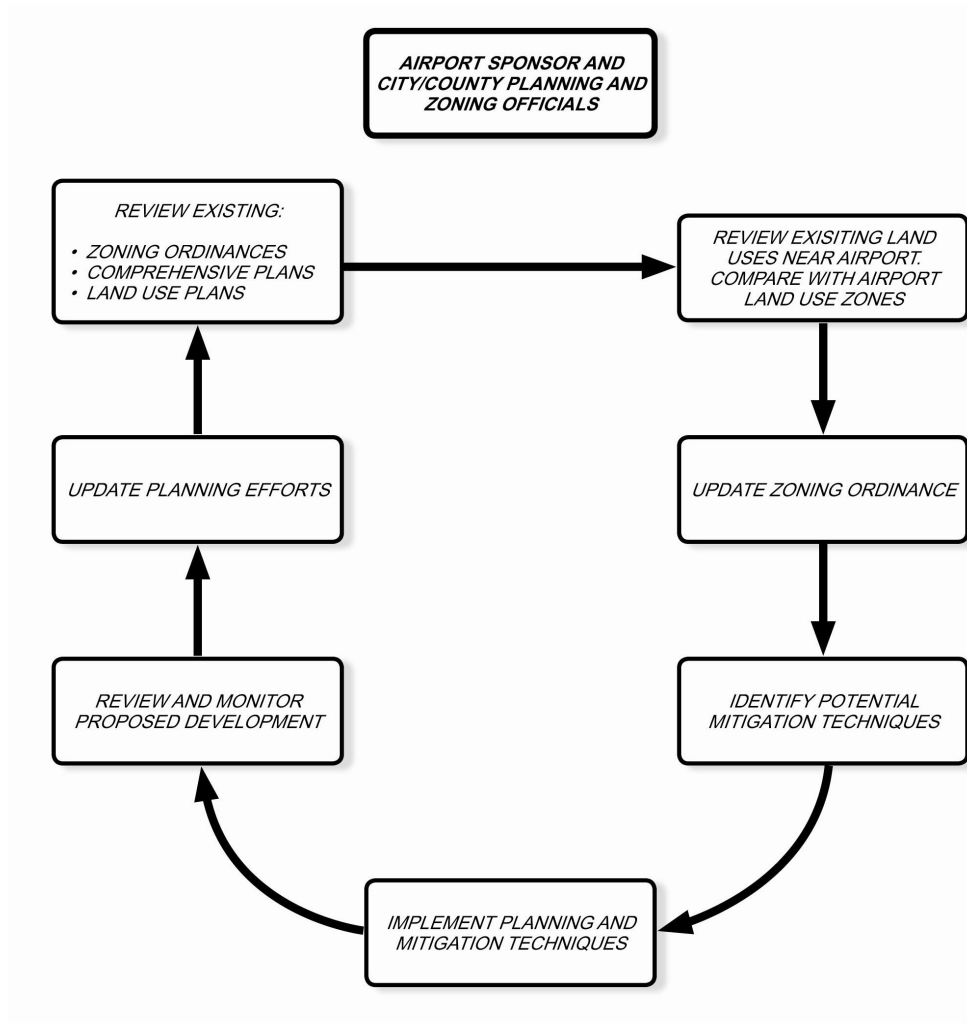 AIRPORT SPONSOR AND
CITY/COUNTY PLANNING AND
ZONING OFFICIALS
REVIEW EXISTING:
• ZONING ORDINANCES
• COMPREHENSIVE PLANS
• LAND USE PLANS
REVIEW EXISITING LAND
USES NEAR AIRPORT.
COMPARE WITH AIRPORT
LAND USE ZONES
UPDATE PLANNING EFFORTS
UPDATE ZONING ORDINANCE
REVIEW AND MONITOR
PROPOSED DEVELOPMENT
IDENTIFY POTENTIAL
MITIGATION TECHNIQUES
IMPLEMENT PLANNING AND
MITIGATION TECHNIQUES